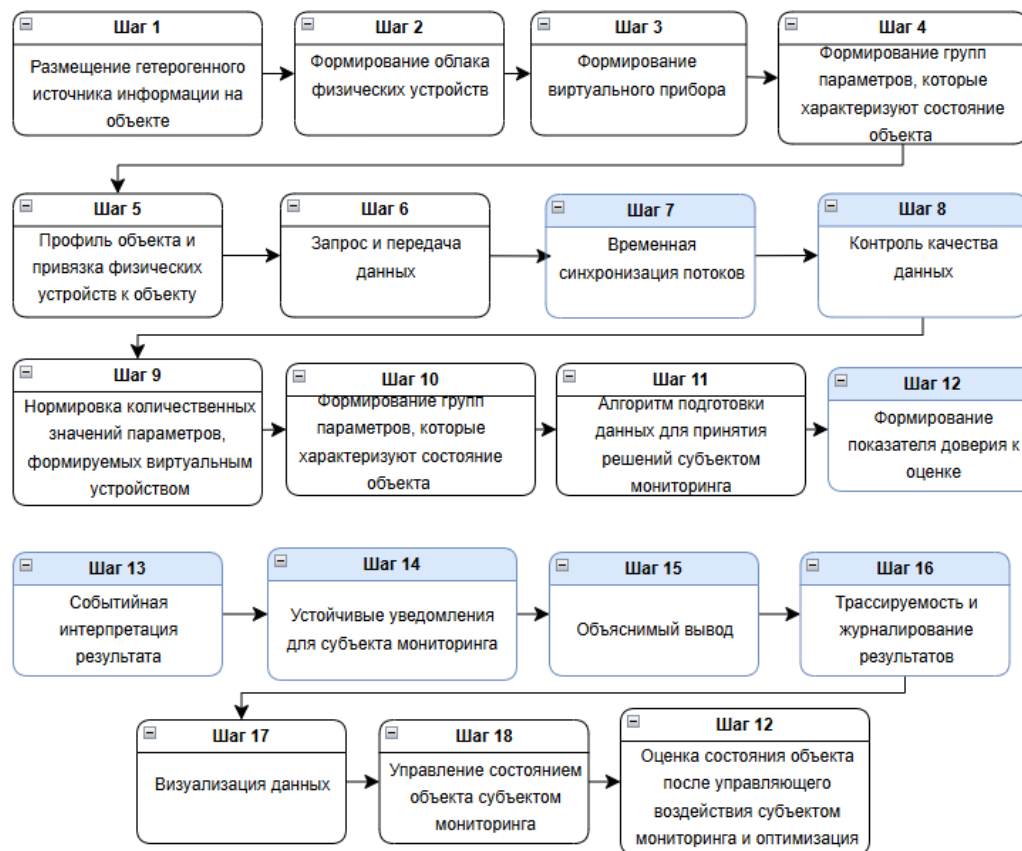 Шаг 1
Размещение гетерогенного
источника информации на
объекте
Шаг 2
Формирование облака
физических устройств
Шаг 3
Формирование
виртуального прибора
Шаг 4
Формирование групп
параметров, которые
характеризуют состояние
объекта
Шаг 5
Профиль объекта и
привязка физических
устройств к объекту
Шаг 6
Запрос и передача
данных
Шаг 7
Временная
синхронизация потоков
Шаг 8
Контроль качества
данных
Шаг 9
Нормировка количественных
значений параметров,
формируемых виртуальным
устройством
Шаг 10
Формирование групп
параметров, которые
характеризуют состояние
объекта
Шаг 11
Алгоритм подготовки
данных для принятия
решений субъектом
мониторинга
Шаг 12
Формирование
показателя доверия к
оценке
Шаг 13
Событийная
интерпретация
результата
Шаг 14
Устойчивые уведомления
для субъекта мониторинга
Шаг 15
Объяснимый вывод
Шаг 16
Трассируемость и
журналирование
результатов
Шаг 17
Визуализация данных
Шаг 18
Управление состоянием
объекта субъектом
мониторинга
Шаг 12
Оценка состояния объекта
после управляющего
воздействия субъектом
мониторинга и оптимизация